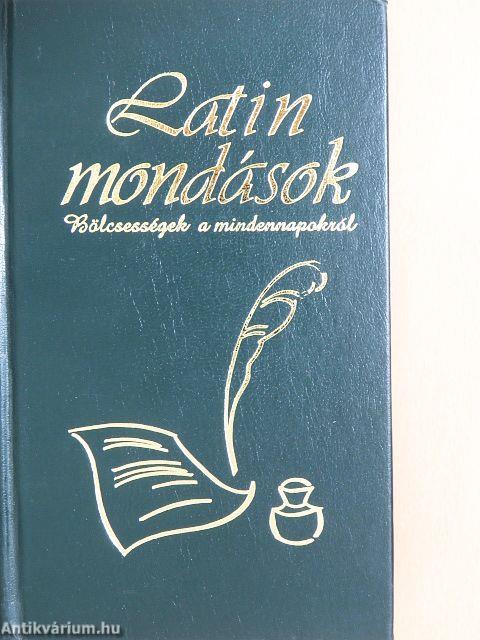 Latin
mondások
Bölcsességek a mindennapokról
Antikvárium.hu